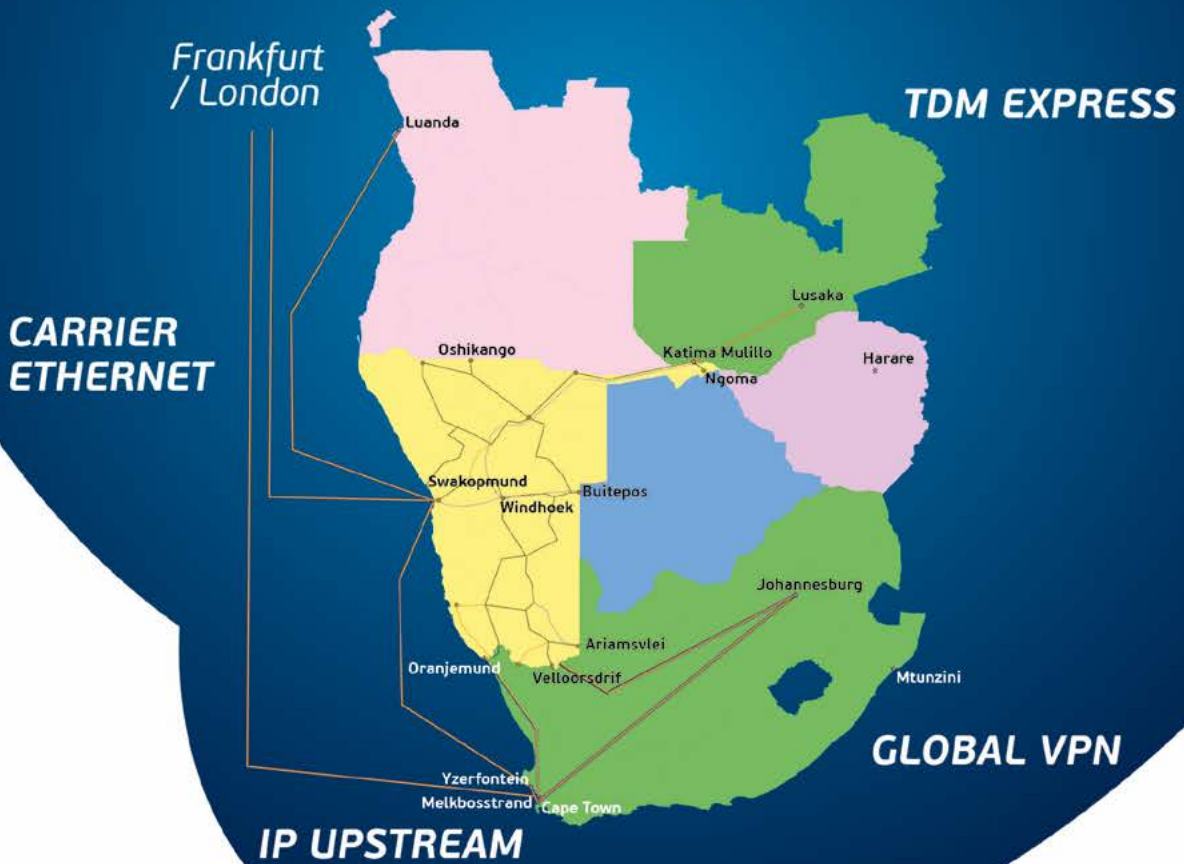 Frankfurt
/ London
TDM EXPRESS
Luanda
CARRIER
ETHERNET
Lusaka
Oshikango
Katima Mulillo
Harare
Ngoma
Swakopmund
Buitepos
Windhoek
Johannesburg
Ariamsvlei
Oranjemund
Velloorsdrif
Mtunzini
GLOBAL VPN
Yzerfontein
Melkbosstrand
Cape Town
IP UPSTREAM